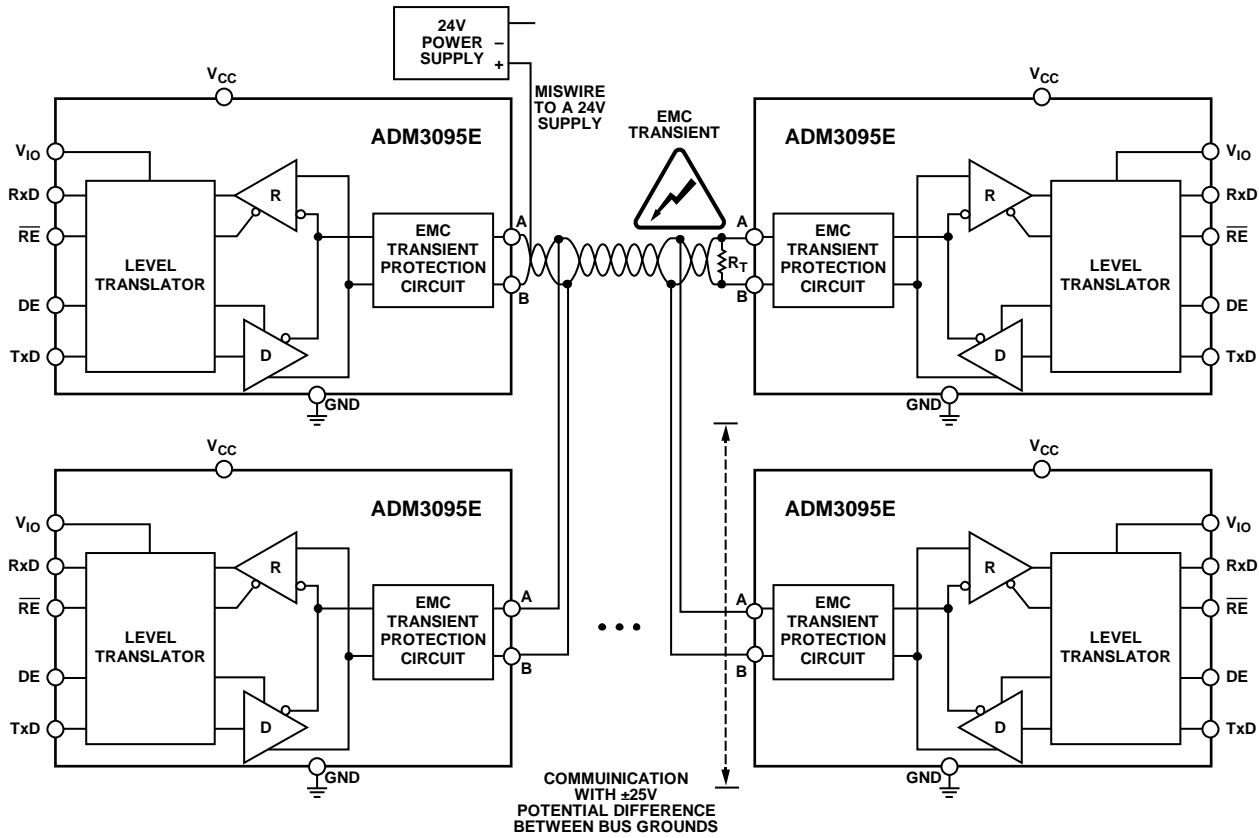 24V
POWER
SUPPLY
–
+
MISWIRE
TO A 24V
SUPPLY
EMC
TRANSIENT
VCC
ADM3095E
VIO
RxD
RE
DE
TxD
LEVEL
TRANSLATOR
R
D
EMC
TRANSIENT
PROTECTION
CIRCUIT
A
B
GND
RT
VCC
ADM3095E
A
B
EMC
TRANSIENT
PROTECTION
CIRCUIT
R
D
LEVEL
TRANSLATOR
VIO
RxD
RE
DE
TxD
GND
VCC
ADM3095E
VIO
RxD
RE
DE
TxD
LEVEL
TRANSLATOR
R
D
EMC
TRANSIENT
PROTECTION
CIRCUIT
A
B
GND
VCC
ADM3095E
A
B
EMC
TRANSIENT
PROTECTION
CIRCUIT
R
D
LEVEL
TRANSLATOR
VIO
RxD
RE
DE
TxD
GND
COMMUINICATION
WITH ±25V
POTENTIAL DIFFERENCE
BETWEEN BUS GROUNDS